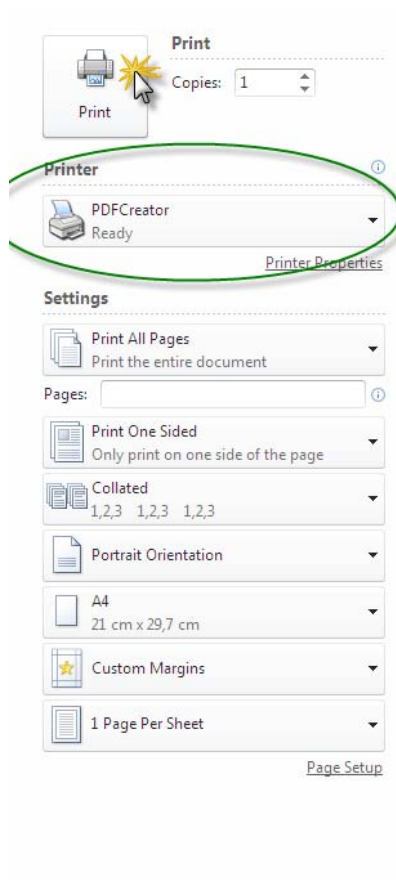 Print
Copies: 1
Print
Printer
PDFCreator
Ready
Printer Properties
Settings
Print All Pages
Print the entire document
Pages:
Print One Sided
Only print on one side of the page
Collated
1,2,3 1,2,3 1,2,3
Portrait Orientation
A4
21 cm x 29,7 cm
Custom Margins
1 Page Per Sheet
Page Setup